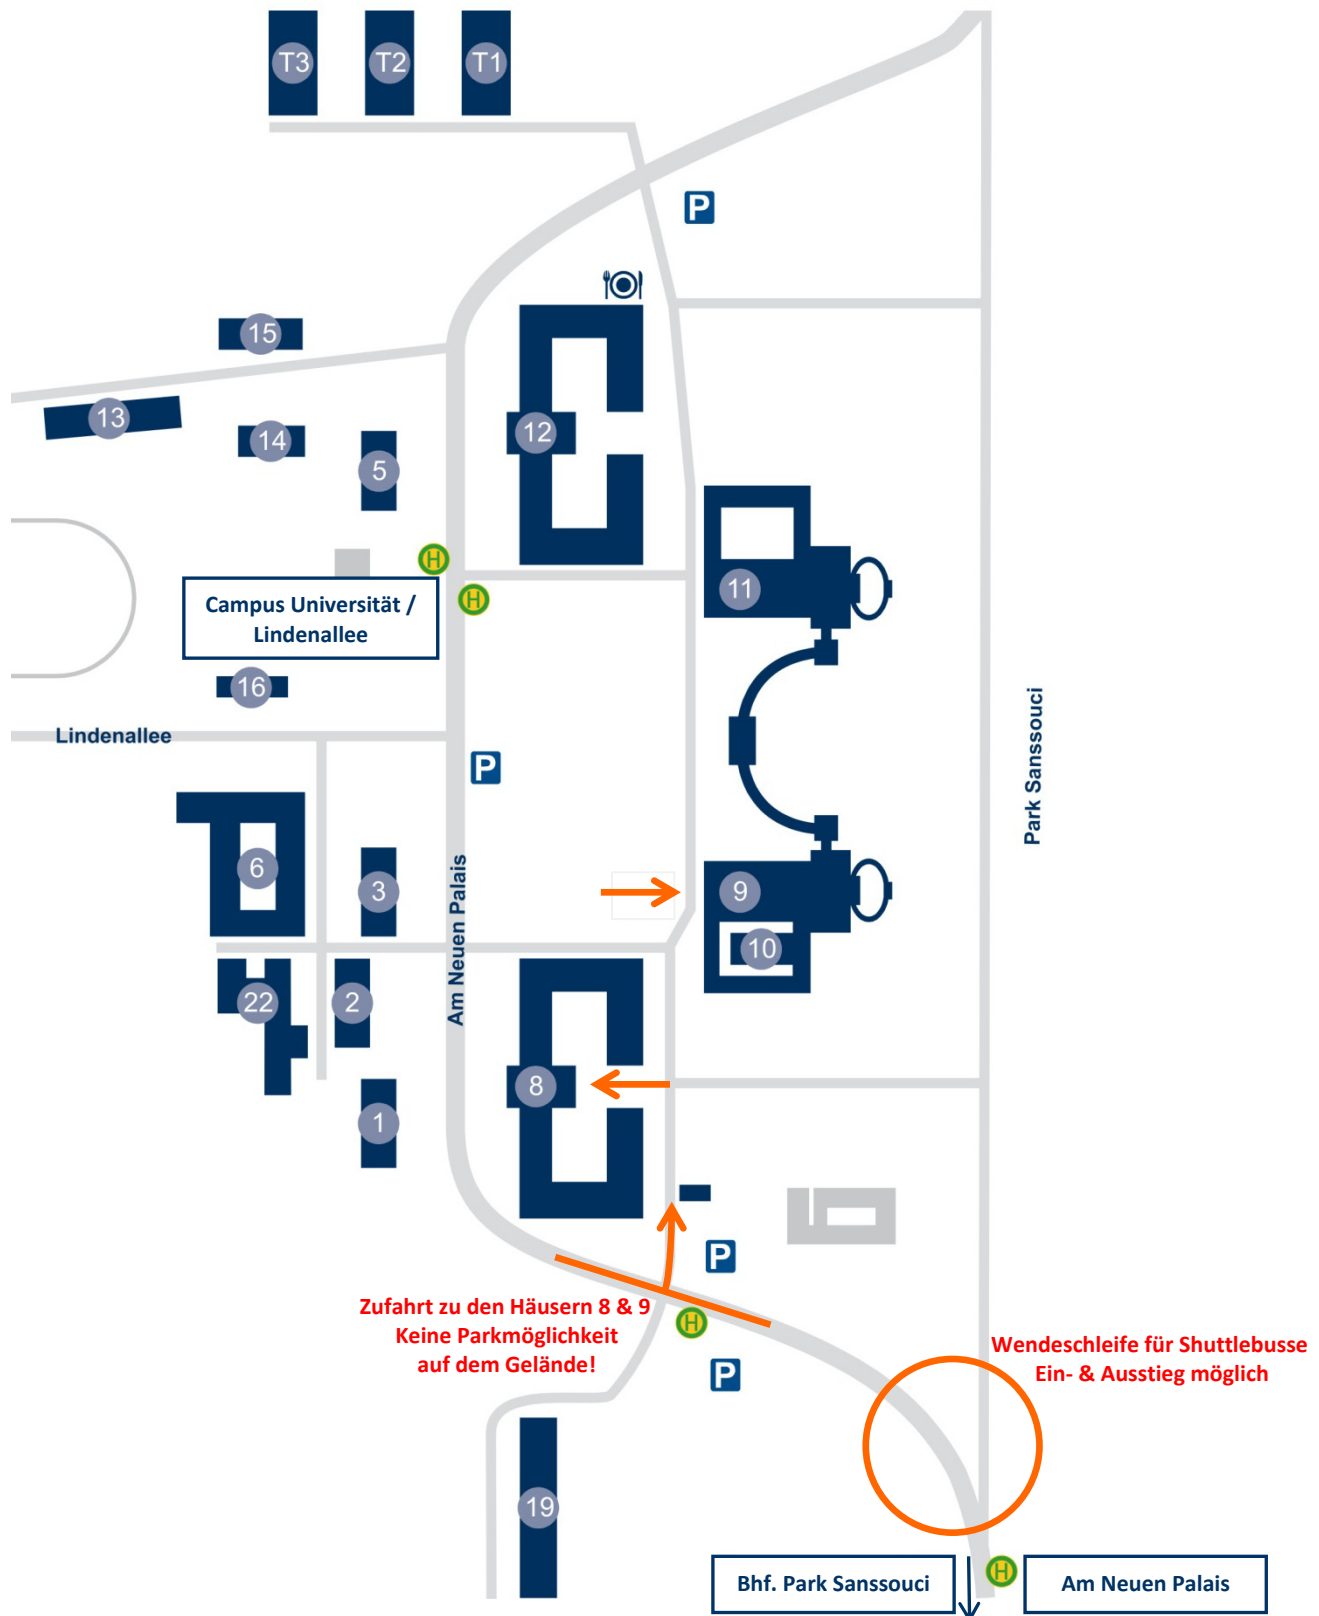 T3
T2
T1
P
15
13
14
12
5
H
11
H
Campus Universität /
Lindenallee
16
Lindenallee
Park Sanssouci
P
6
3
Am Neuen Palais
9
10
22
2
8
1
P
Zufahrt zu den Häusern 8 & 9
Keine Parkmöglichkeit
auf dem Gelände!
H
Wendeschleife für Shuttlebusse
Ein- & Ausstieg möglich
P
19
Bhf. Park Sanssouci
H
Am Neuen Palais